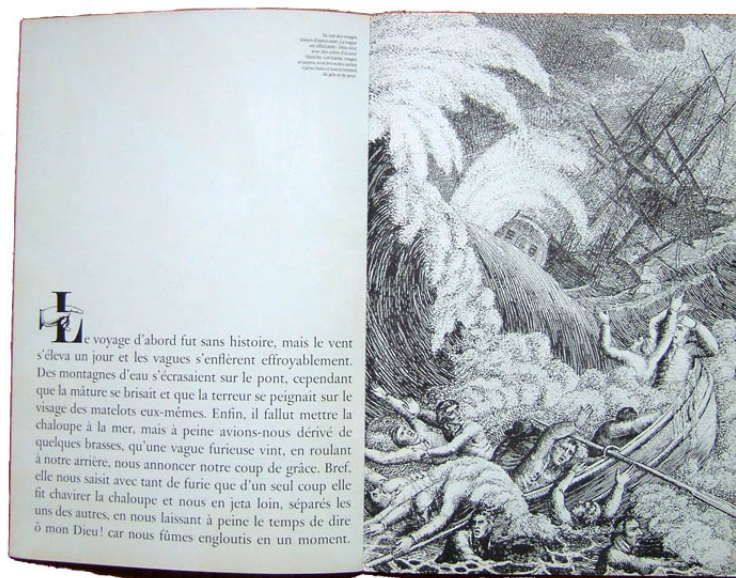 Le voyage d'abord fut sans histoire, mais le vent
s'éleva un jour et les vagues s'enflèrent effroyablement.
Des montagnes d'eau s'écrasaient sur le pont, cependant
que la mâture se brisait et que la terreur se peignait sur le
visage des matelots eux-mêmes. Enfin, il fallut mettre la
chaloupe à la mer, mais à peine avions-nous dérivé de
quelques brasses, qu'une vague furieuse vint, en roulant
à notre arrière, nous annoncer notre coup de grâce. Bref,
elle nous saisit avec tant de furie que d'un seul coup elle
fit chavirer la chaloupe et nous en jeta loin, séparés les
uns des autres, en nous laissant à peine le temps de dire
ô mon Dieu! car nous fûmes engloutis en un moment.